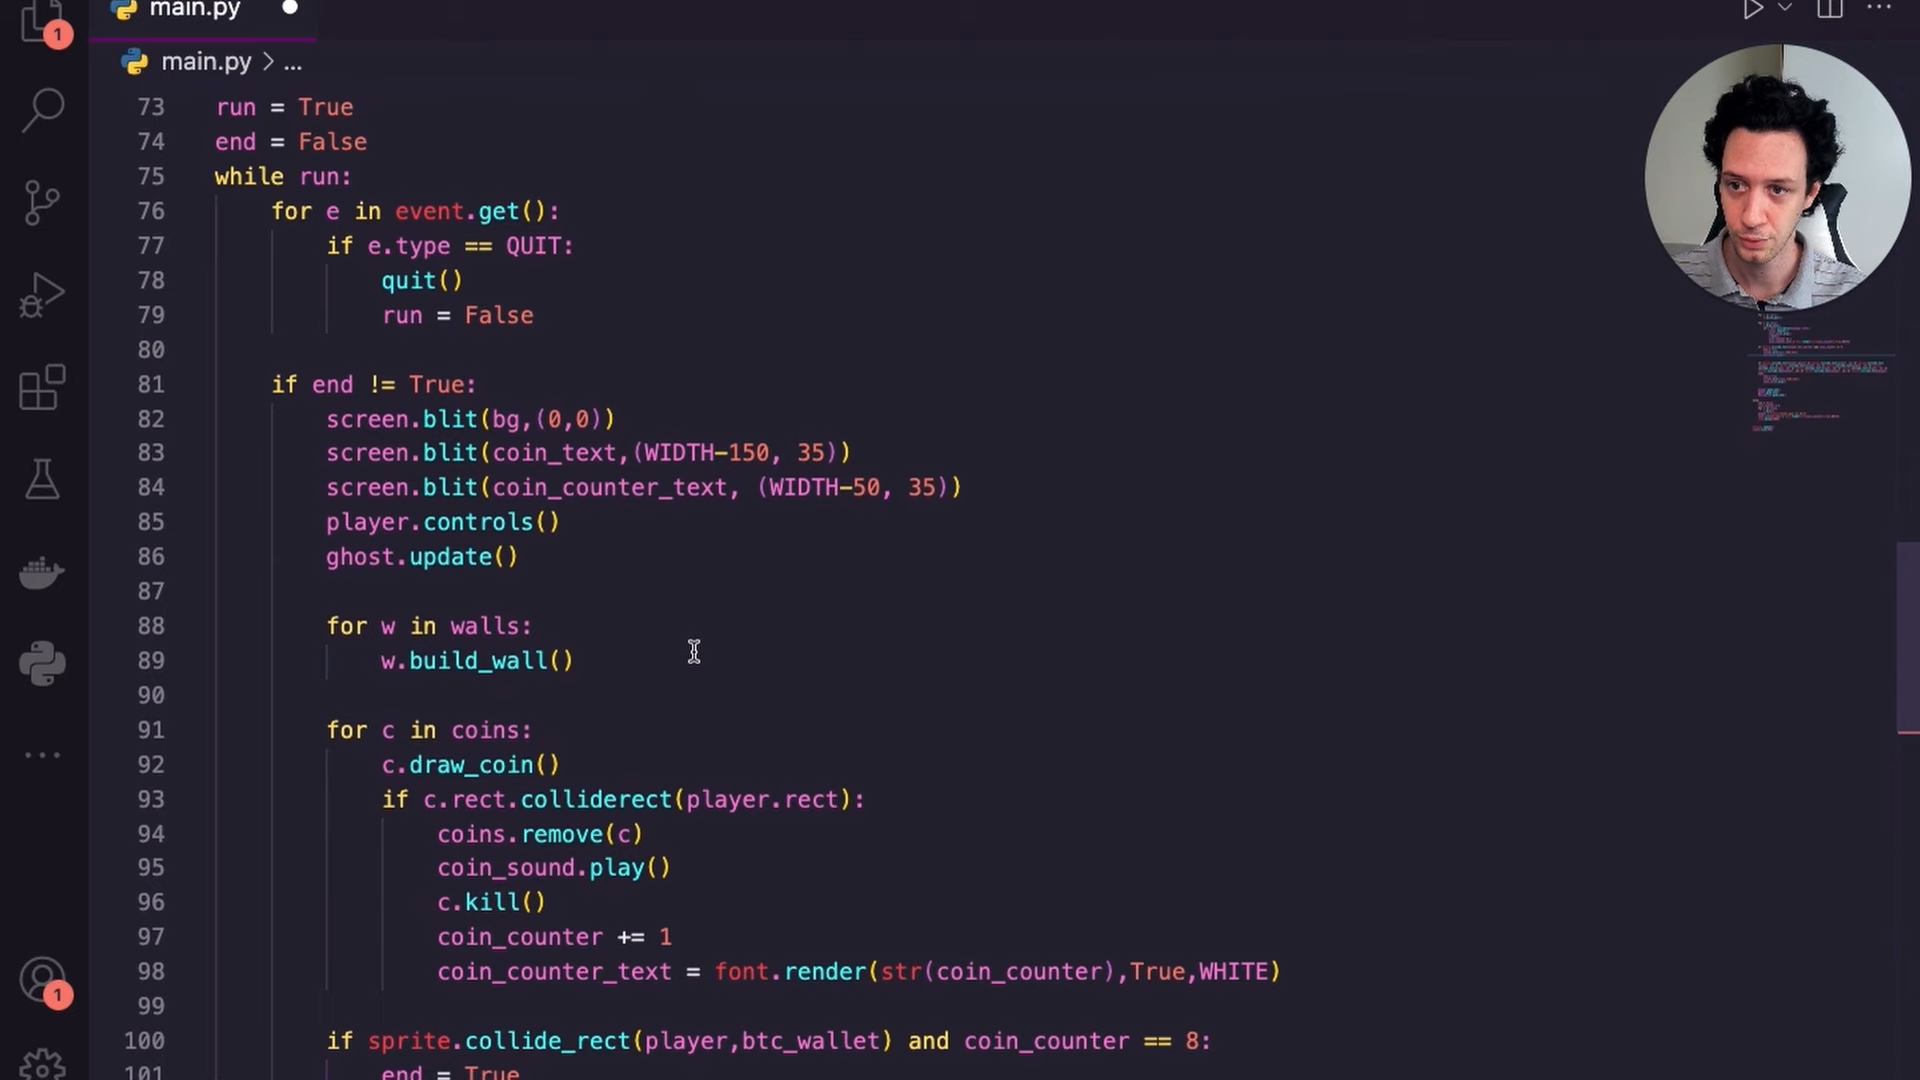 main.py
1
main.py > ...
73 run = True
74 end = False
75 while run:
76 for e in event.get():
77 if e.type == QUIT:
78 quit()
79 run = False
80
81 if end != True:
82 screen.blit(bg,(0,0))
83 screen.blit(coin_text,(WIDTH-150, 35))
84 screen.blit(coin_counter_text, (WIDTH-50, 35))
85 player.controls()
86 ghost.update()
87
88 for w in walls:
89 w.build_wall()
90
91 for c in coins:
92 c.draw_coin()
93 if c.rect.colliderect(player.rect):
94 coins.remove(c)
95 coin_sound.play()
96 c.kill()
97 coin_counter += 1
98 coin_counter_text = font.render(str(coin_counter),True,WHITE)
1
99
100 if sprite.collide_rect(player,btc_wallet) and coin_counter == 8:
101 end = True